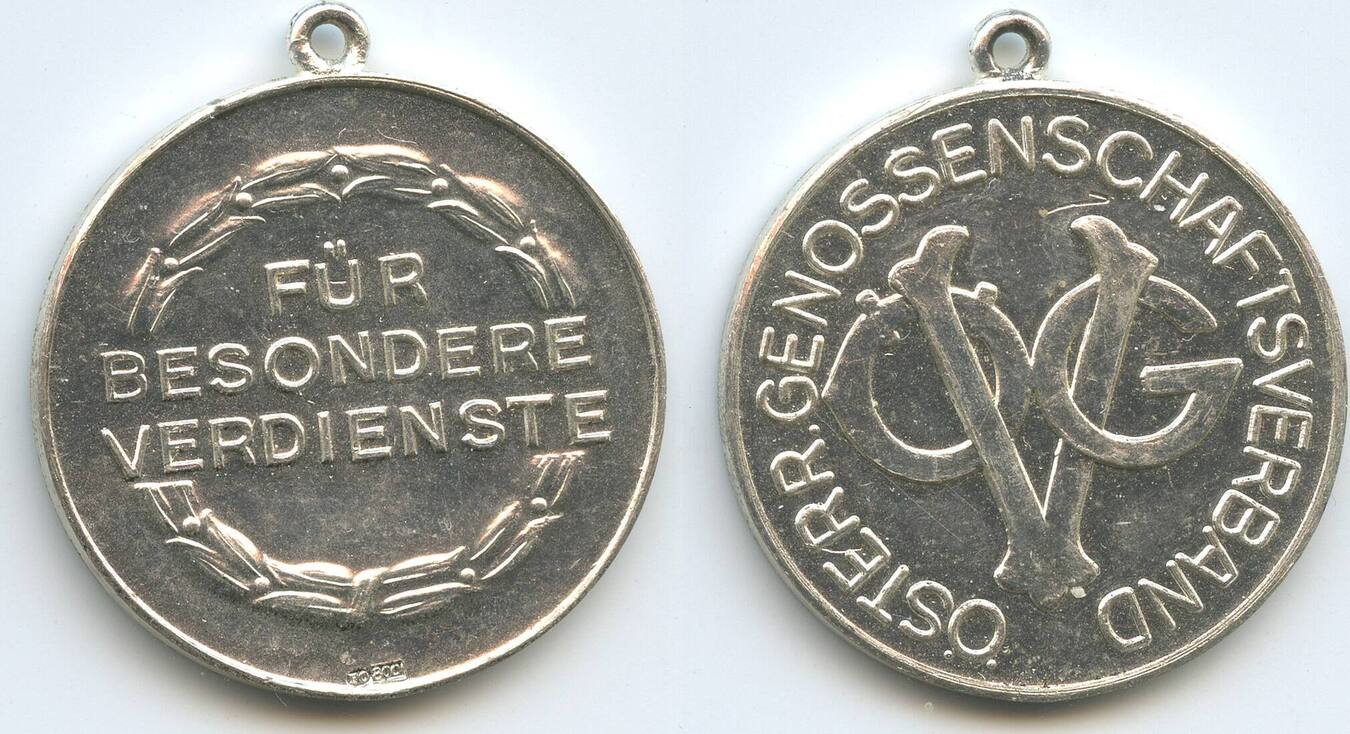 FÜR
BESONDERE
VERDIENSTE
ÖSTERR. GENOSSENSCHAFTSVERBAND
ÖVG